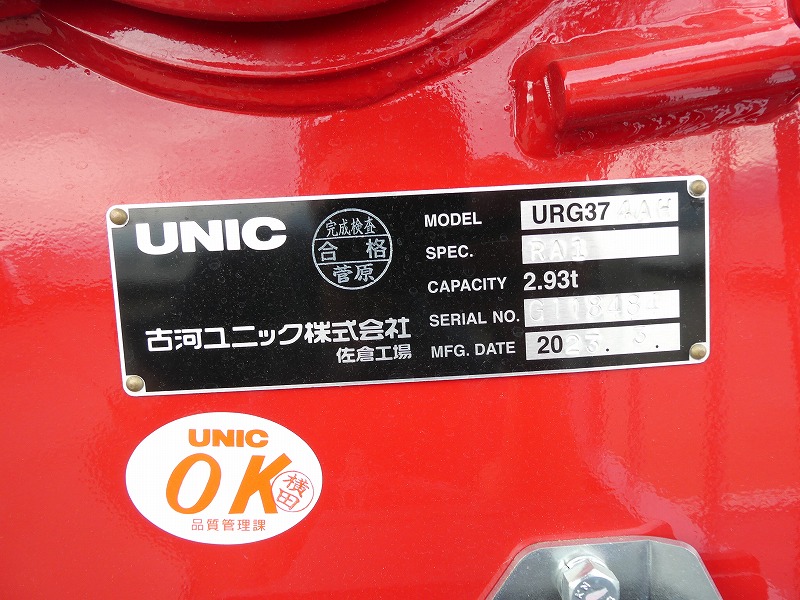 UNIC
完成検査
合格
菅原
MODEL URG37 4AH
SPEC. RA1
CAPACITY 2.93t
SERIAL NO.
MFG. DATE 20
古河ユニック株式会社
佐倉工場
UNIC
OK
横田
品質管理課